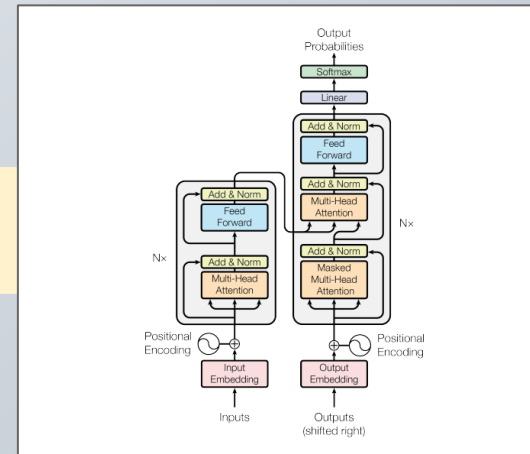 Output
Probabilities
Softmax
Linear
Add & Norm
Feed
Forward
Add & Norm
Multi-Head
Attention
Add & Norm
Masked
Multi-Head
Attention
N×
Add & Norm
Feed
Forward
N×
Add & Norm
Multi-Head
Attention
Positional
Encoding
Positional
Encoding
Input
Embedding
Output
Embedding
Inputs
Outputs
(shifted right)